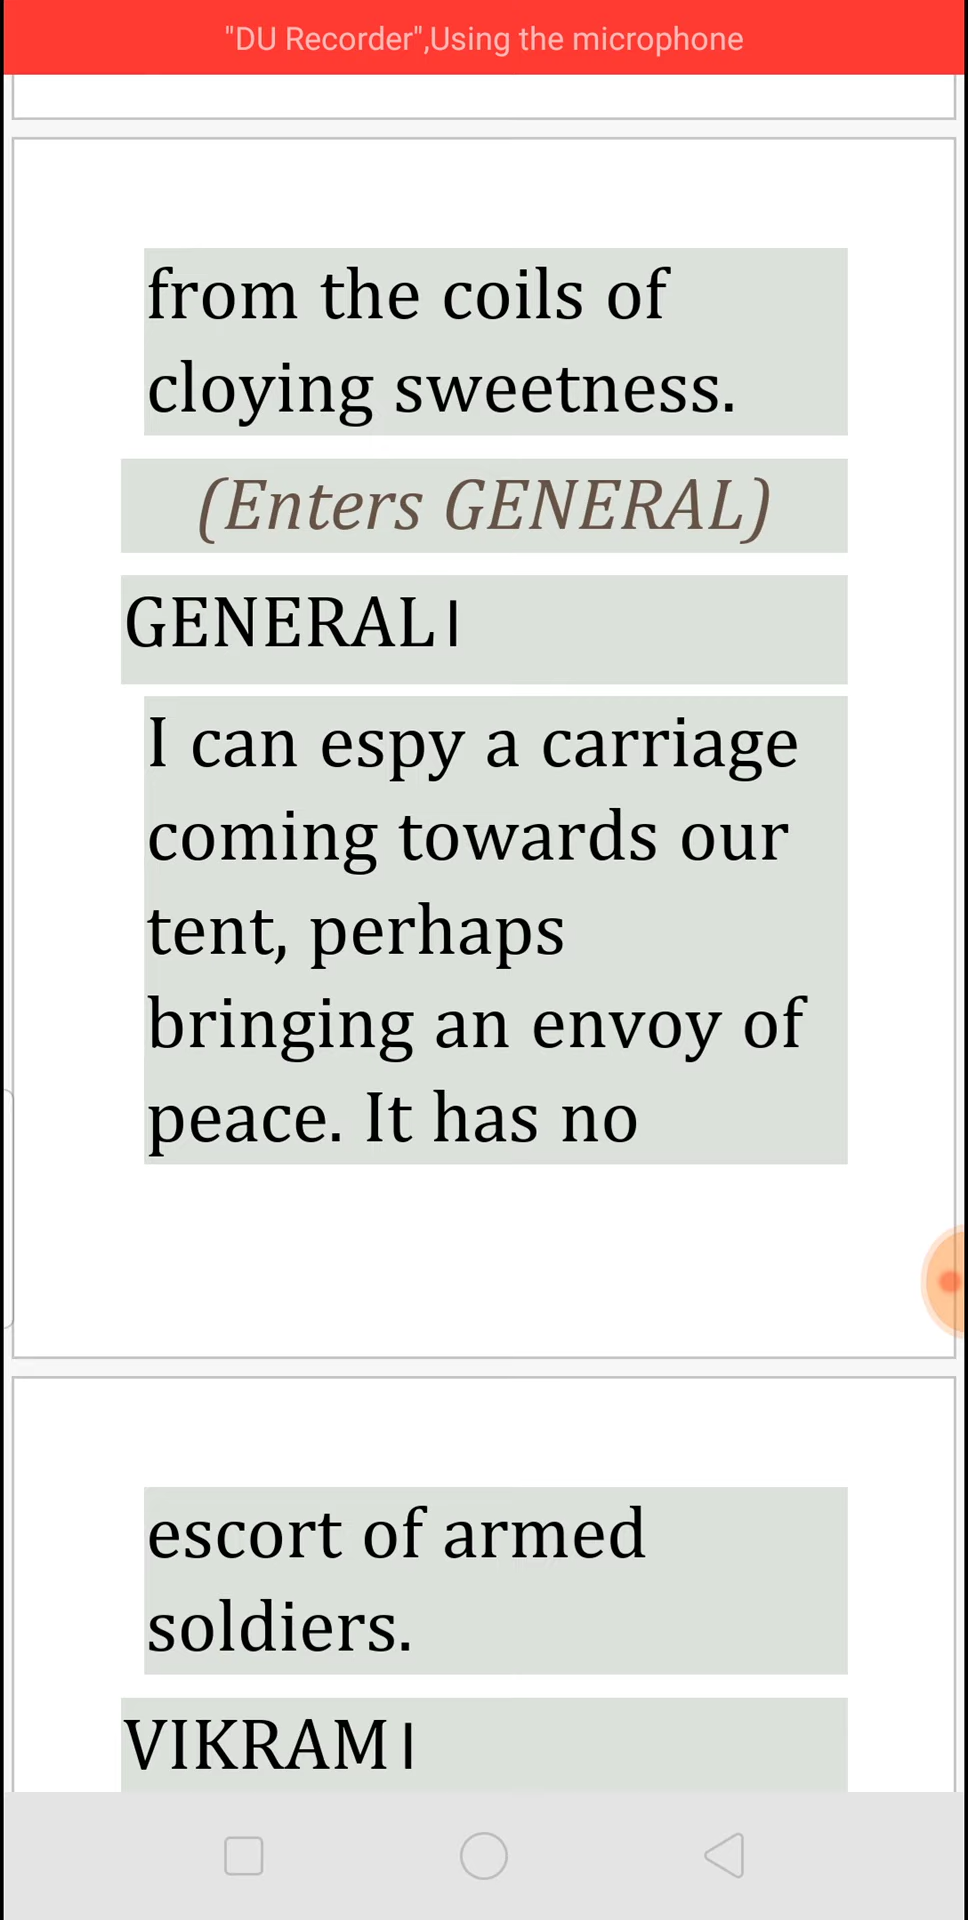 "DU Recorder",Using the microphone
from the coils of
cloying sweetness.
(Enters GENERAL)
GENERAL।
I can espy a carriage
coming towards our
tent, perhaps
bringing an envoy of
peace. It has no
escort of armed
soldiers.
VIKRAM।